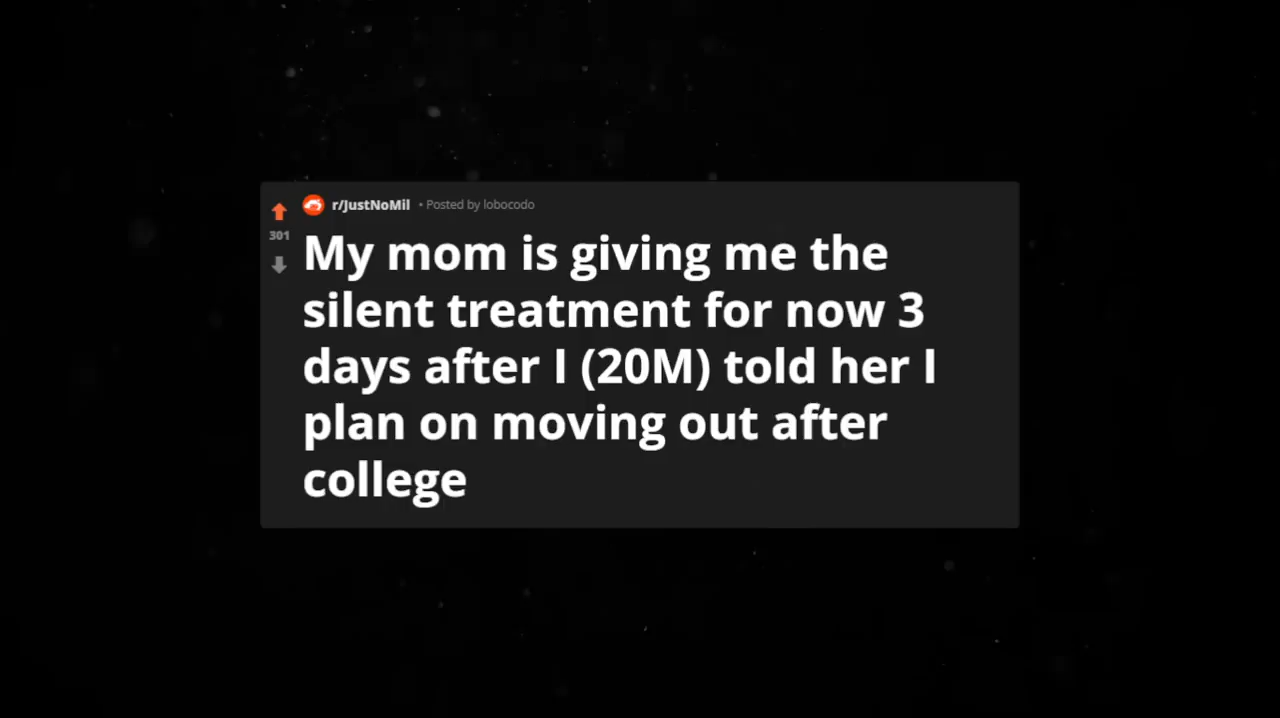 r/JustNoMil • Posted by lobocodo
301
My mom is giving me the
silent treatment for now 3
days after I (20M) told her I
plan on moving out after
college